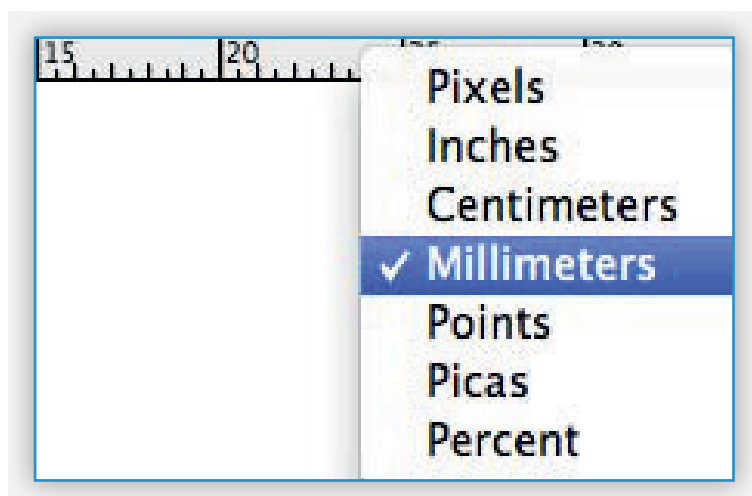 15 20
Pixels
Inches
Centimeters
✓ Millimeters
Points
Picas
Percent